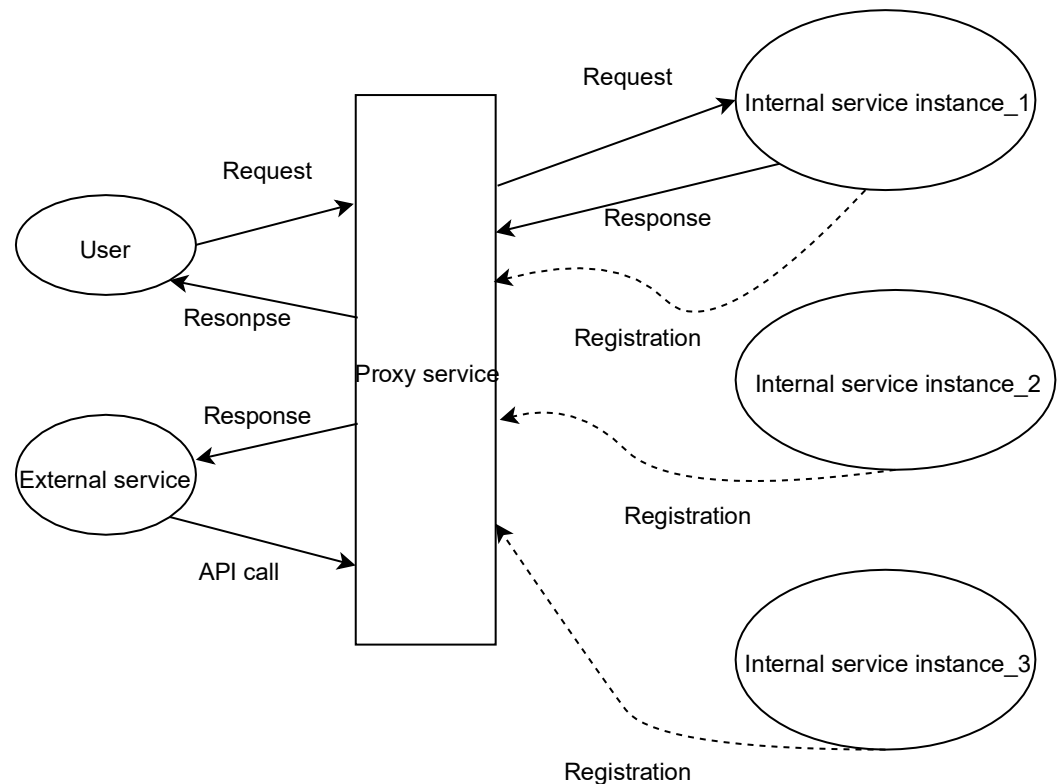 Request
Internal service instance_1
Request
Response
User
Resonpse
Registration
Proxy service
Internal service instance_2
Response
External service
Registration
API call
Internal service instance_3
Registration